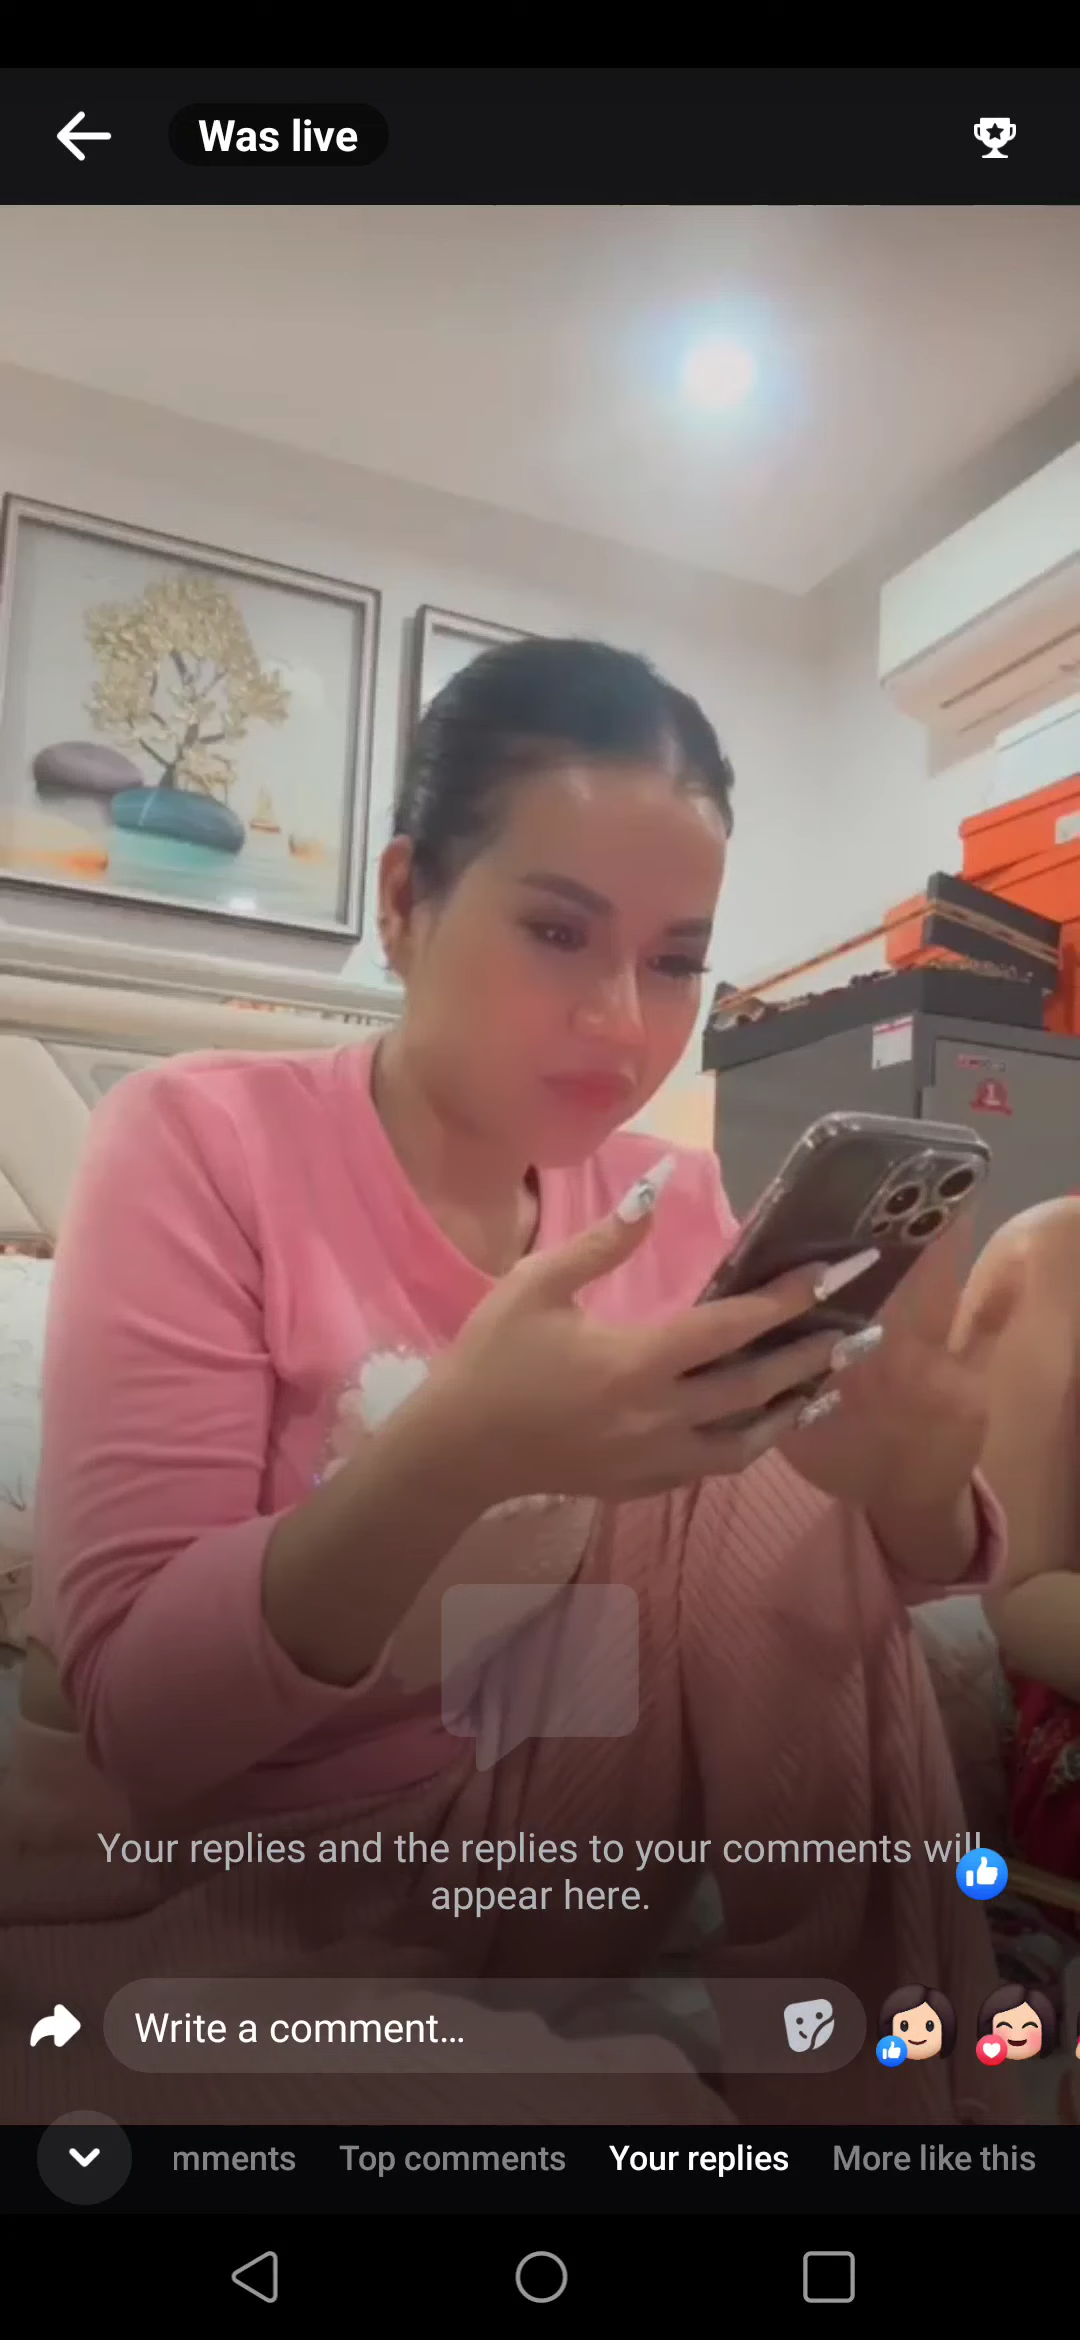 Was live
Your replies and the replies to your comments will
appear here.
Write a comment...
mments
Top comments
Your replies
More like this